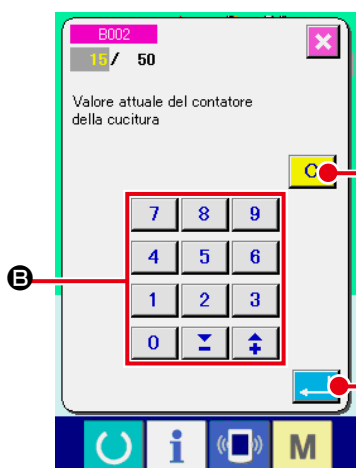 B002
15/ 50
Valore attuale del contatore
della cucitura
C
7 8 9
4 5 6
B
1 2 3
0
i
M